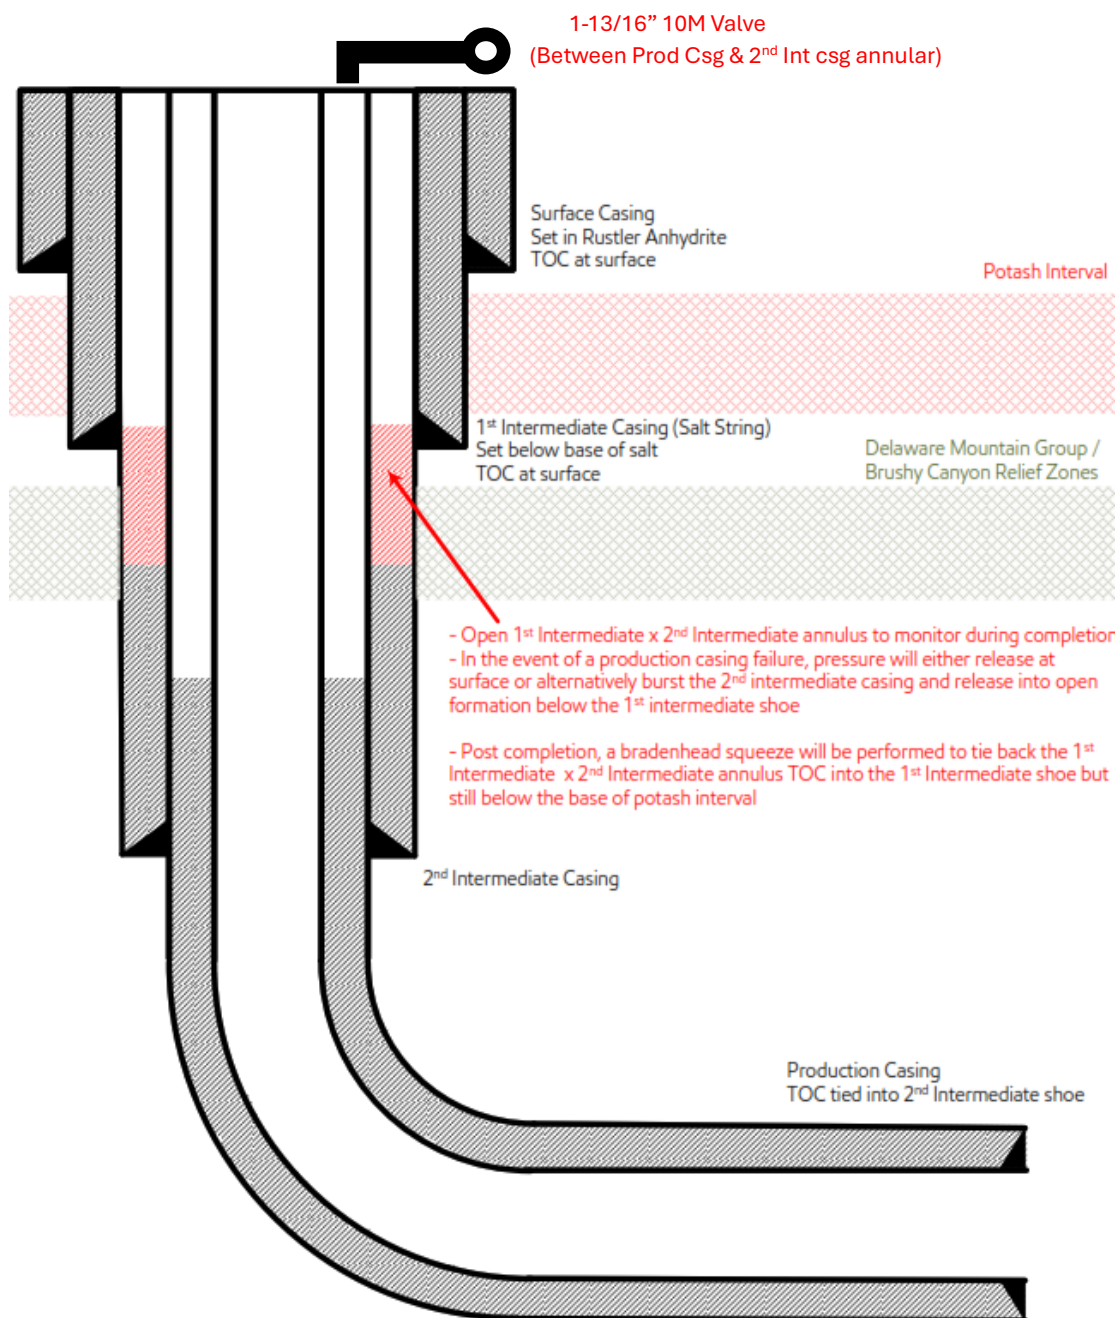 1-13/16” 10M Valve
(Between Prod Csg & 2nd Int csg annular)
Surface Casing
Set in Rustler Anhydrite
TOC at surface
Potash Interval
1st Intermediate Casing (Salt String)
Set below base of salt
TOC at surface
Delaware Mountain Group /
Brushy Canyon Relief Zones
- Open 1st Intermediate x 2nd Intermediate annulus to monitor during completion
- In the event of a production casing failure, pressure will either release at
surface or alternatively burst the 2nd intermediate casing and release into open
formation below the 1st intermediate shoe
- Post completion, a bradenhead squeeze will be performed to tie back the 1st
Intermediate x 2nd Intermediate annulus TOC into the 1st Intermediate shoe but
still below the base of potash interval
2nd Intermediate Casing
Production Casing
TOC tied into 2nd Intermediate shoe